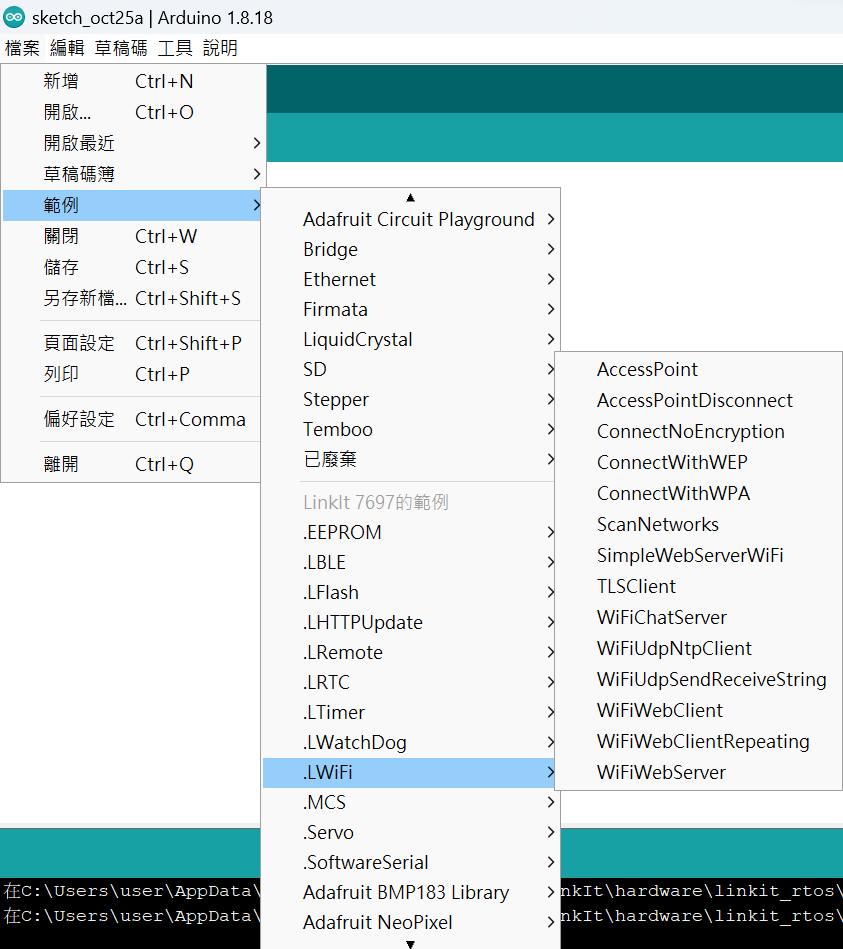 sketch_oct25a | Arduino 1.8.18
檔案 編輯 草稿碼 工具 說明
新增 Ctrl+N
開啟... Ctrl+O
開啟最近
草稿碼簿
範例
關閉 Ctrl+W
儲存 Ctrl+S
另存新檔... Ctrl+Shift+S
頁面設定 Ctrl+Shift+P
列印 Ctrl+P
偏好設定 Ctrl+Comma
離開 Ctrl+Q
Adafruit Circuit Playground
Bridge
Ethernet
Firmata
LiquidCrystal
SD
Stepper
Temboo
已廢棄
LinkIt 7697的範例
.EEPROM
.LBLE
.LFlash
.LHTTPUpdate
.LRemote
.LRTC
.LTimer
.LWatchDog
.LWiFi
.MCS
.Servo
.SoftwareSerial
Adafruit BMP183 Library
Adafruit NeoPixel
AccessPoint
AccessPointDisconnect
ConnectNoEncryption
ConnectWithWEP
ConnectWithWPA
ScanNetworks
SimpleWebServerWiFi
TLSClient
WiFiChatServer
WiFiUdpNtpClient
WiFiUdpSendReceiveString
WiFiWebClient
WiFiWebClientRepeating
WiFiWebServer
在C:\Users\user\AppData\ nkIt\hardware\linkit_rtos\
在C:\Users\user\AppData\ nkIt\hardware\linkit_rtos\